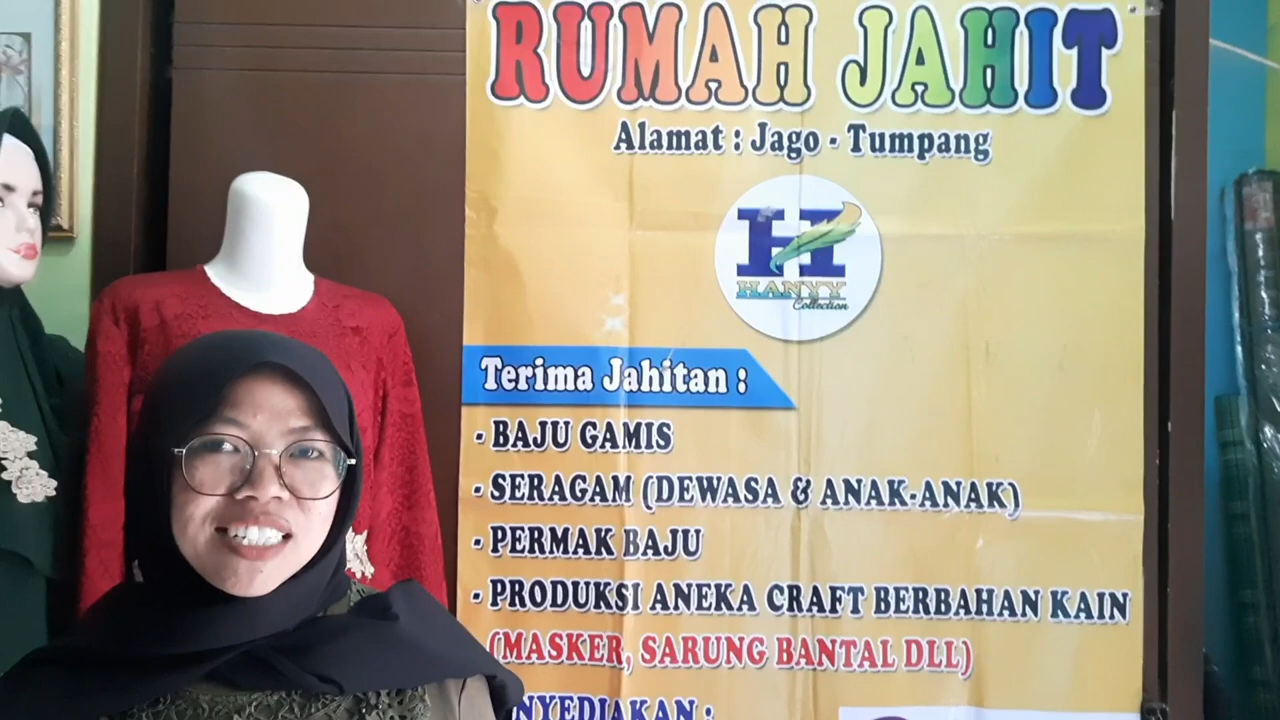 RUMAH JAHIT
Alamat : Jago - Tumpang
H
HANYY
Collection
Terima Jahitan :
- BAJU GAMIS
- SERAGAM (DEWASA & ANAK-ANAK)
- PERMAK BAJU
- PRODUKSI ANEKA CRAFT BERBAHAN KAIN
(MASKER, SARUNG BANTAL DLL)